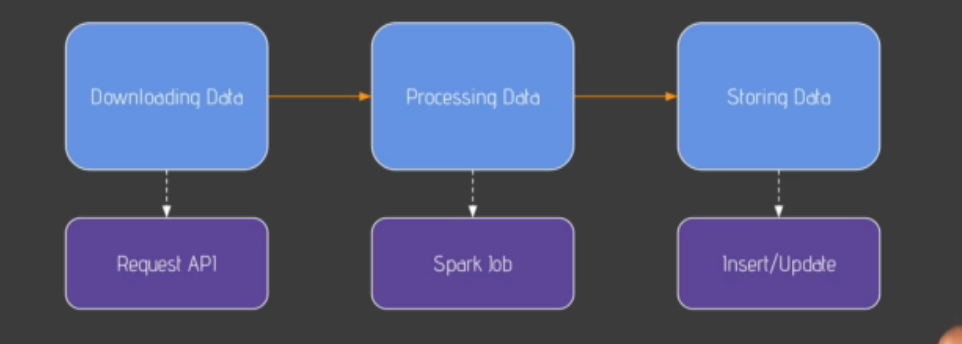 Downloading Data
Processing Data
Storing Data
Request API
Spark Job
Insert/Update